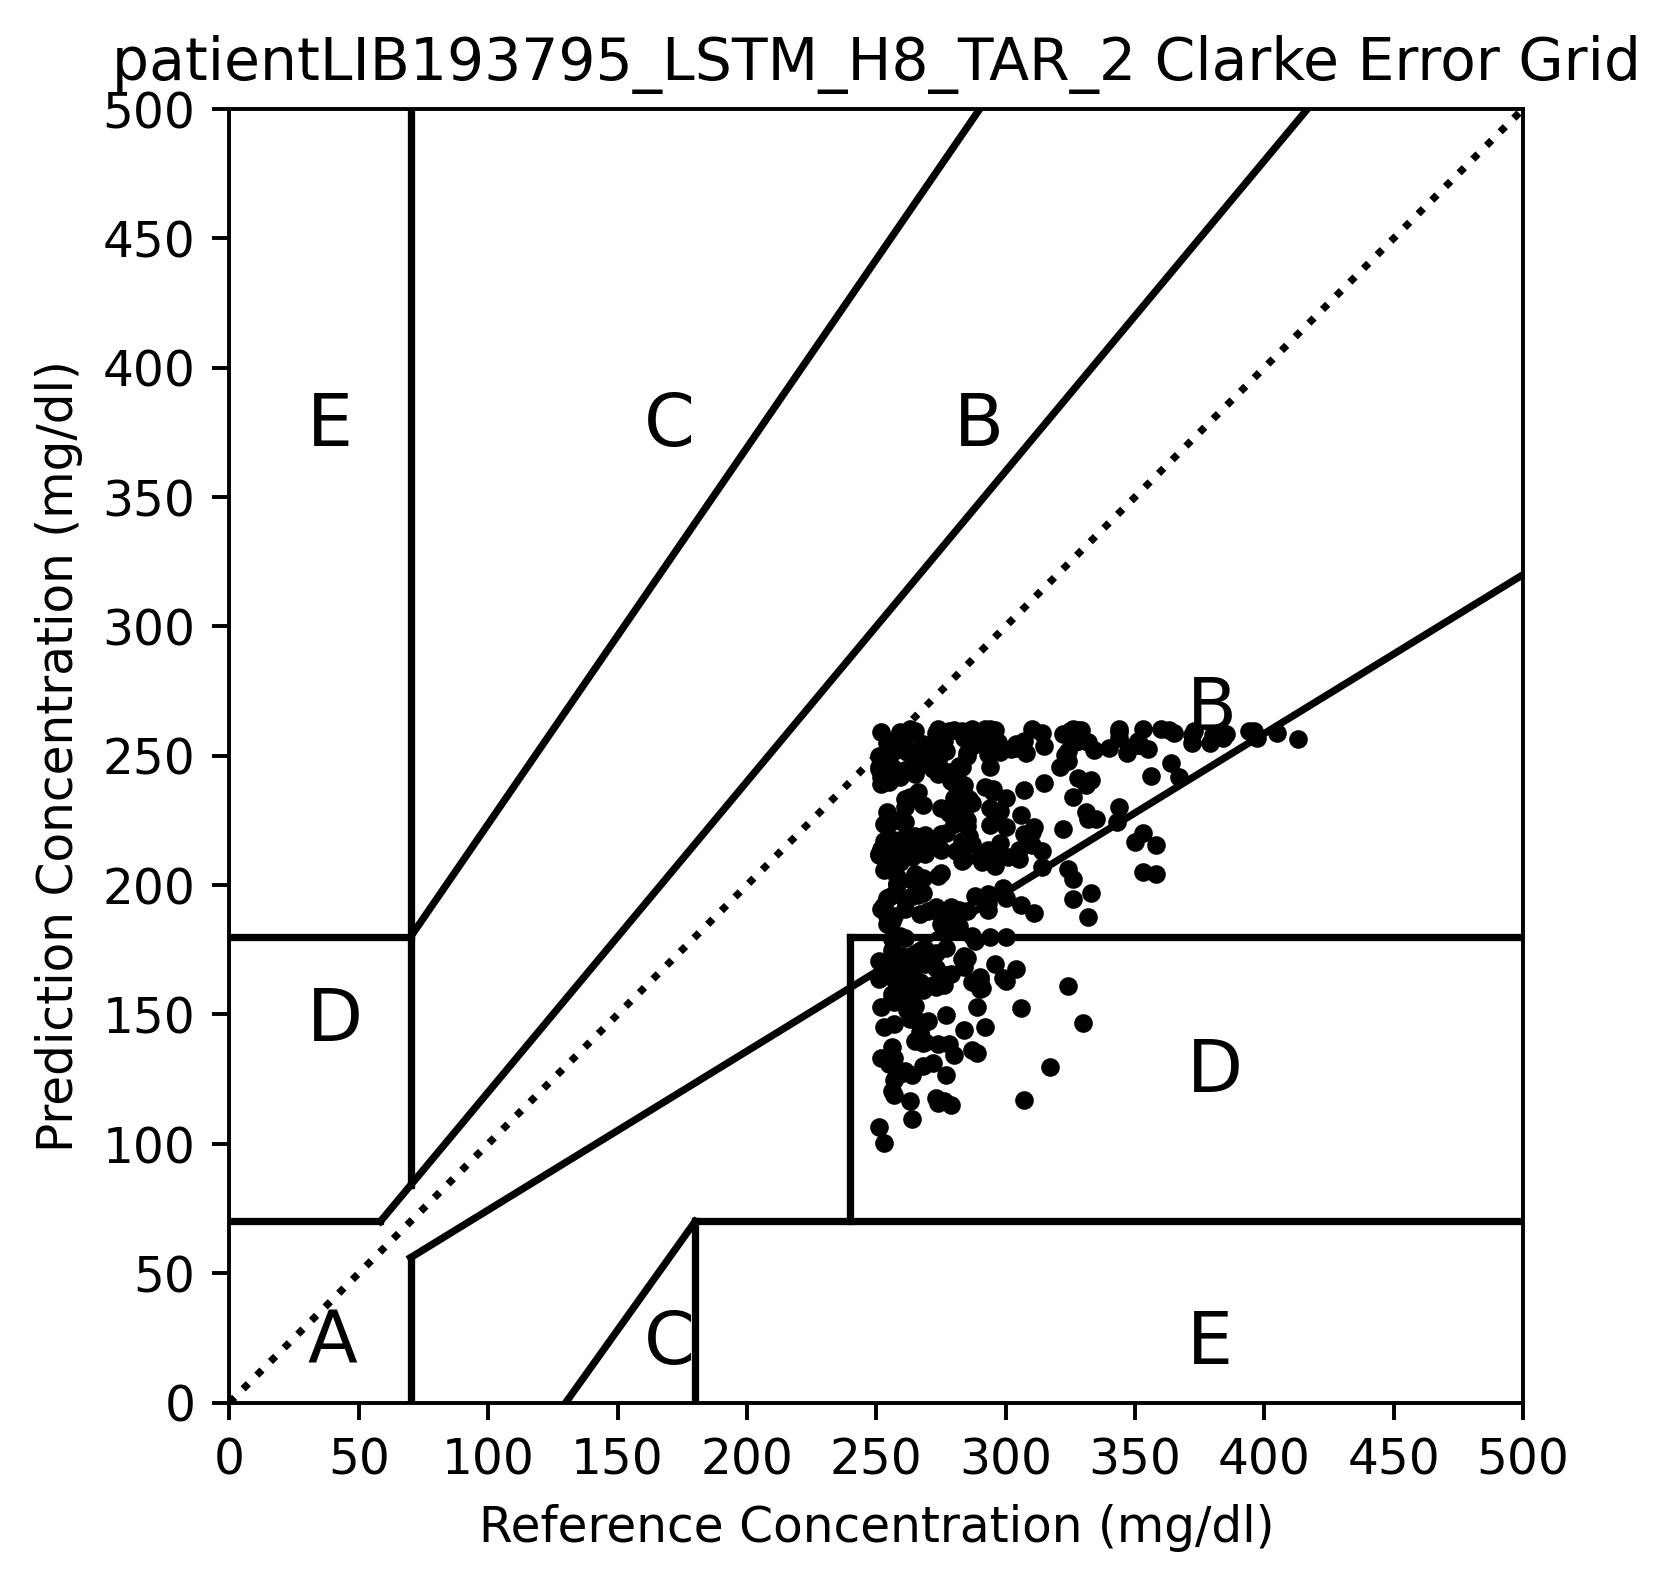 patientLIB193795_LSTM_H8_TAR_2 Clarke Error Grid
500
450
400
350
300
250
200
150
100
50
0
Prediction Concentration (mg/dl)
E
C
B
B
D
D
A
C
E
0
50
100
150
200
250
300
350
400
450
500
Reference Concentration (mg/dl)